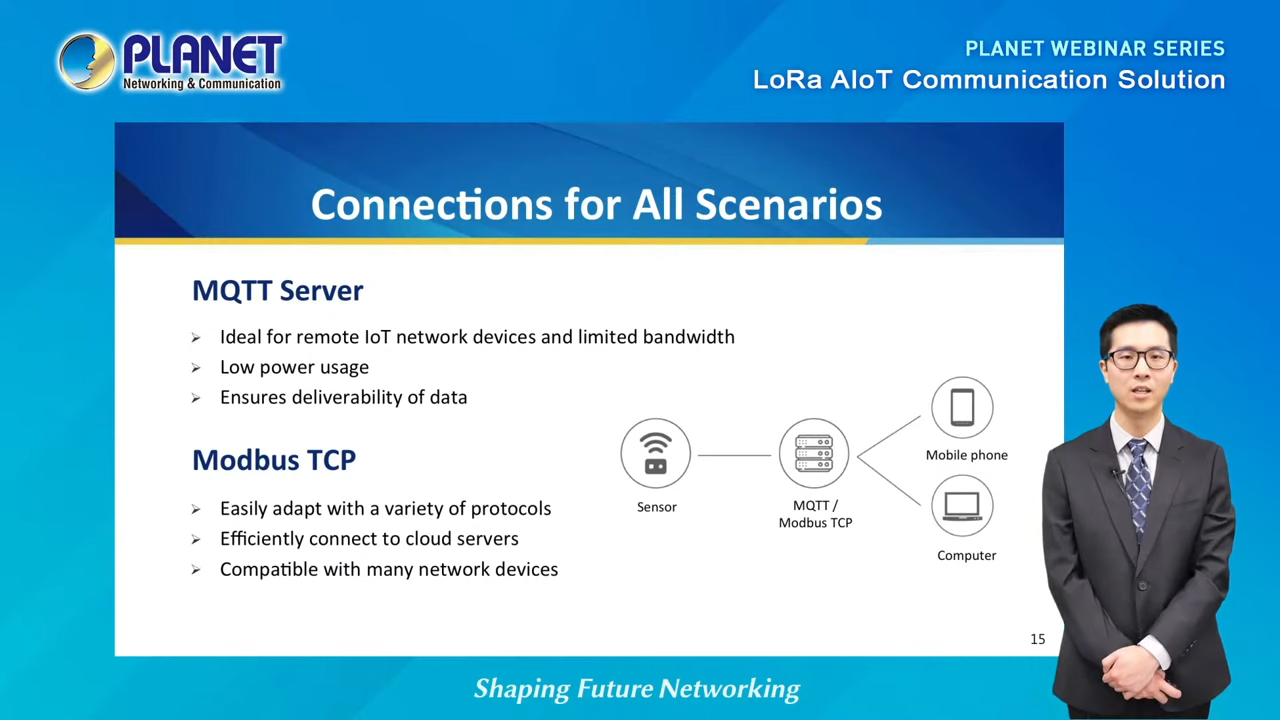 PLANET
Networking & Communication
PLANET WEBINAR SERIES
LoRa AIoT Communication Solution
Connections for All Scenarios
MQTT Server
Ideal for remote IoT network devices and limited bandwidth
Low power usage
Ensures deliverability of data
Modbus TCP
Easily adapt with a variety of protocols
Efficiently connect to cloud servers
Compatible with many network devices
Sensor
MQTT /
Modbus TCP
Mobile phone
Computer
15
Shaping Future Networking